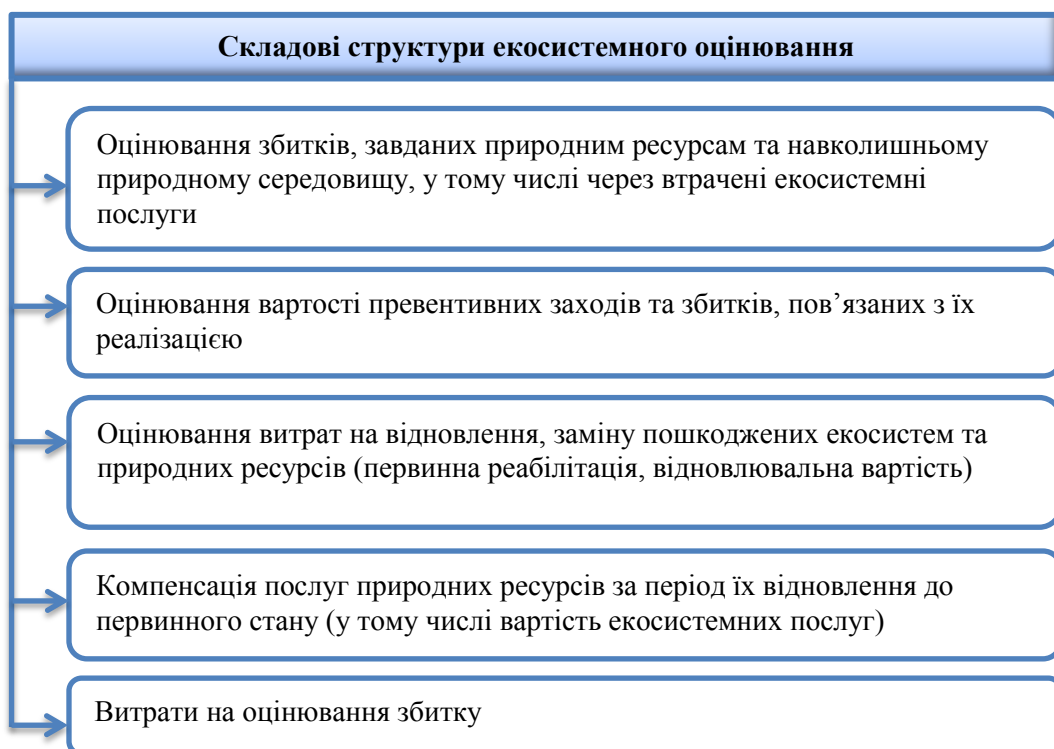 Складові структури екосистемного оцінювання
Оцінювання збитків, завданих природним ресурсам та навколишньому
природному середовищу, у тому числі через втрачені екосистемні
послуги
Оцінювання вартості превентивних заходів та збитків, пов’язаних з їх
реалізацією
Оцінювання витрат на відновлення, заміну пошкоджених екосистем та
природних ресурсів (первинна реабілітація, відновлювальна вартість)
Компенсація послуг природних ресурсів за період їх відновлення до
первинного стану (у тому числі вартість екосистемних послуг)
Витрати на оцінювання збитку